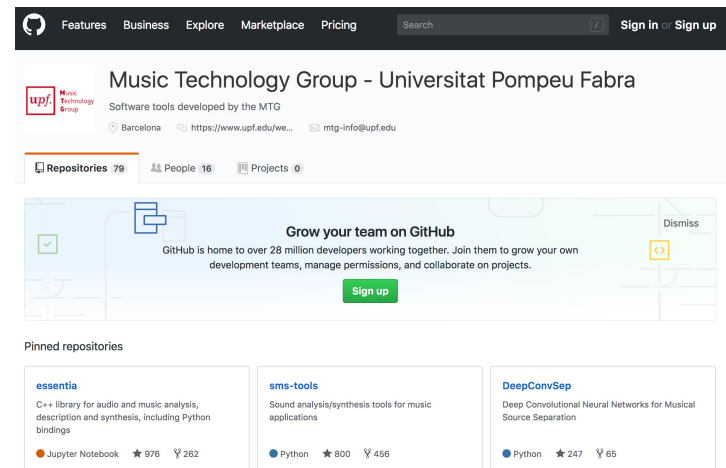 Features Business Explore Marketplace Pricing Search / Sign in or Sign up
upf. Music Technology Group
Music Technology Group - Universitat Pompeu Fabra
Software tools developed by the MTG
Barcelona https://www.upf.edu/we... mtg-info@upf.edu
Repositories 79 People 16 Projects 0
Dismiss
Grow your team on GitHub
GitHub is home to over 28 million developers working together. Join them to grow your own
development teams, manage permissions, and collaborate on projects.
Sign up
Pinned repositories
essentia
C++ library for audio and music analysis,
description and synthesis, including Python
bindings
Jupyter Notebook 976 262
sms-tools
Sound analysis/synthesis tools for music
applications
Python 800 456
DeepConvSep
Deep Convolutional Neural Networks for Musical
Source Separation
Python 247 65